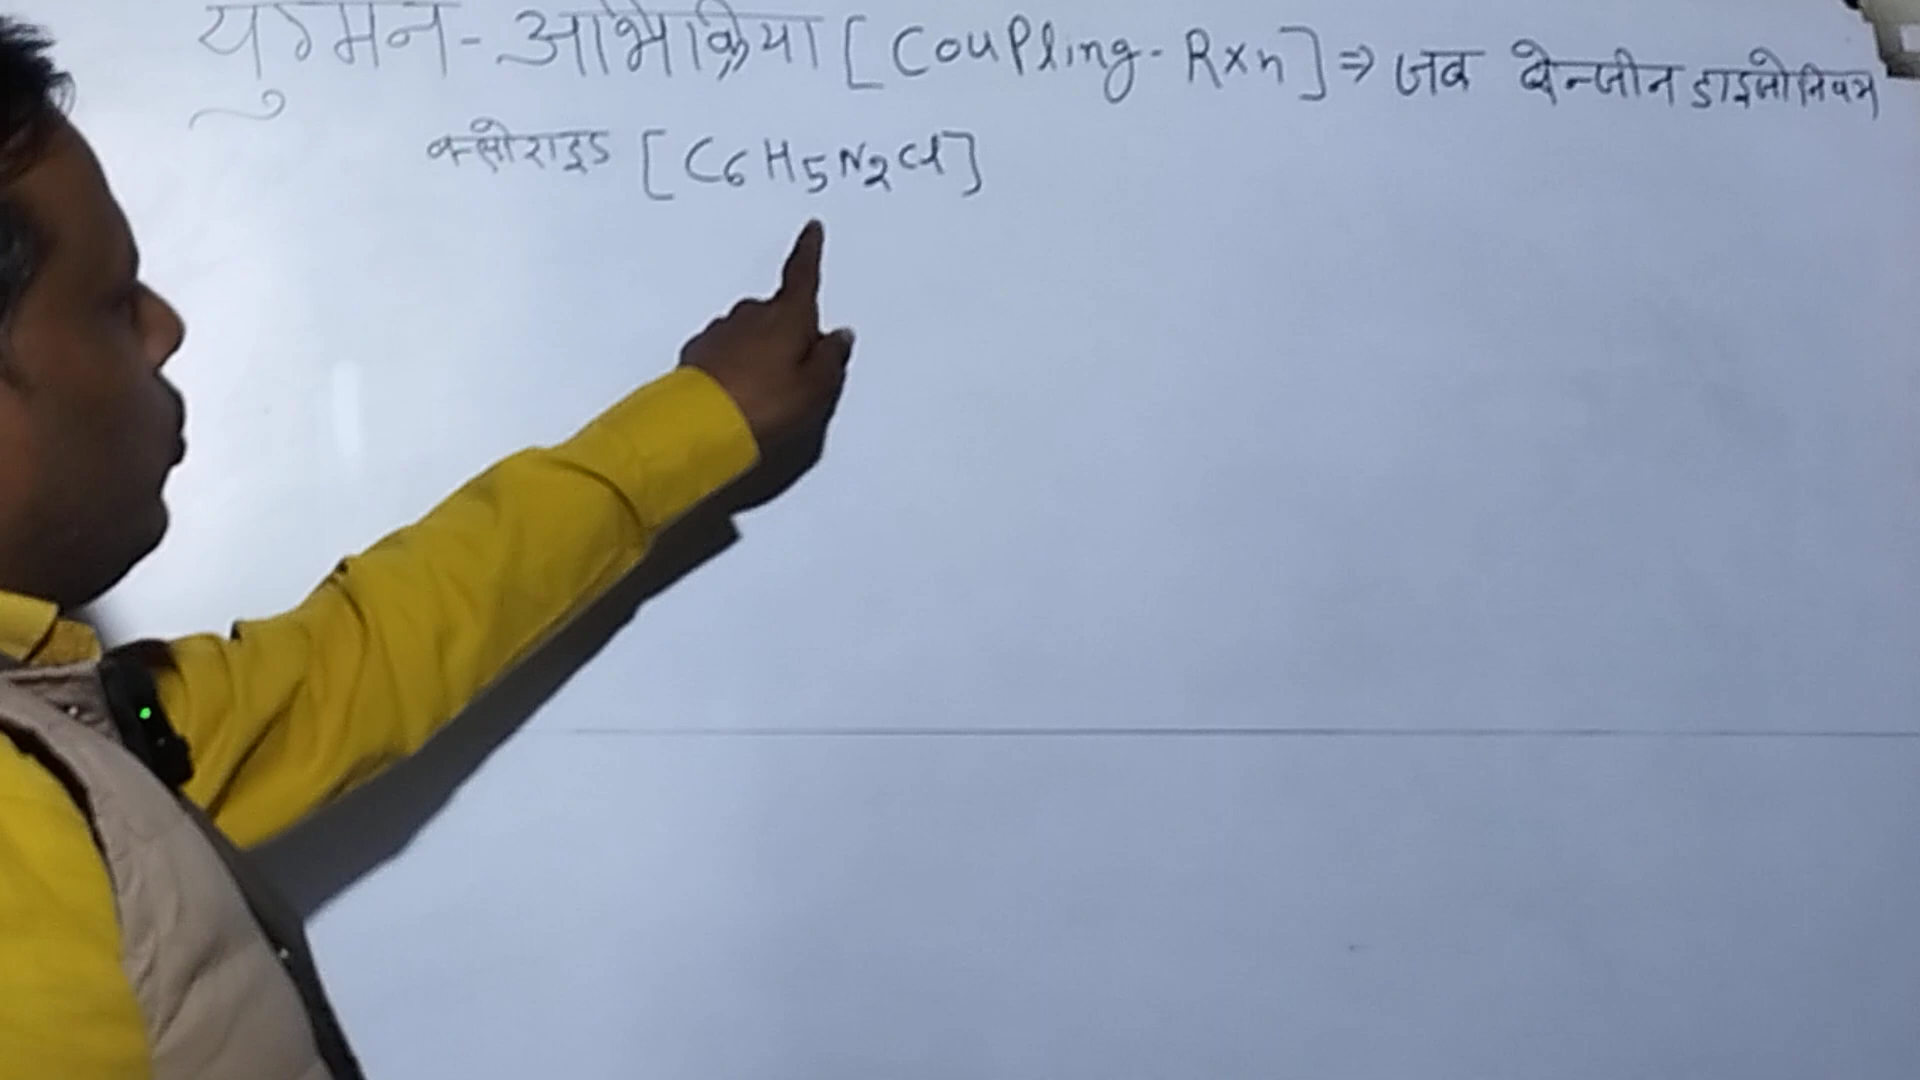 युग्मन-अभिक्रिया [Coupling-Rxn] ⇒ जब बेन्जीन डाइजोनियम
क्लोराइड [C6H5N2Cl]